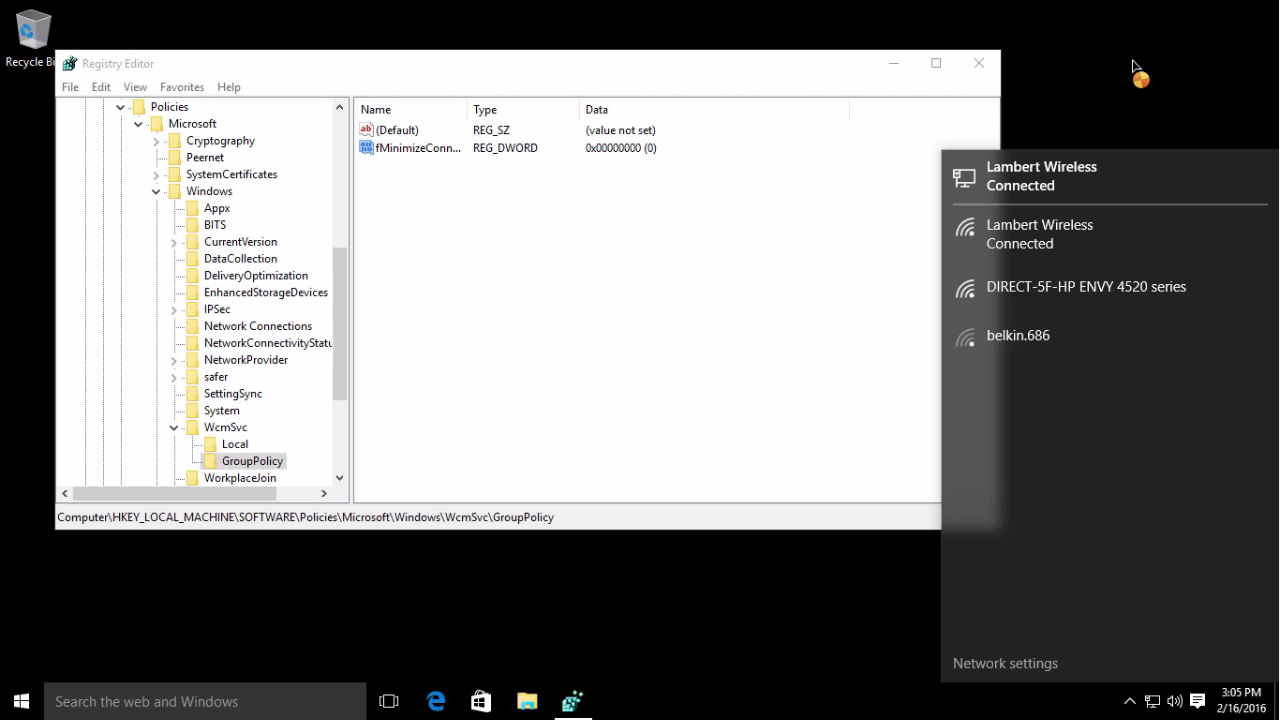 Recycle Bi
Registry Editor
File Edit View Favorites Help
Policies
Microsoft
Cryptography
Peernet
SystemCertificates
Windows
Appx
BITS
CurrentVersion
DataCollection
DeliveryOptimization
EnhancedStorageDevices
IPSec
Network Connections
NetworkConnectivityStatu
NetworkProvider
safer
SettingSync
System
WcmSvc
Local
GroupPolicy
WorkplaceJoin
Name Type Data
ab (Default) REG_SZ (value not set)
fMinimizeConn... REG_DWORD 0x00000000 (0)
Computer\HKEY_LOCAL_MACHINE\SOFTWARE\Policies\Microsoft\Windows\WcmSvc\GroupPolicy
Lambert Wireless
Connected
Lambert Wireless
Connected
DIRECT-5F-HP ENVY 4520 series
belkin.686
Network settings
Search the web and Windows
3:05 PM
2/16/2016